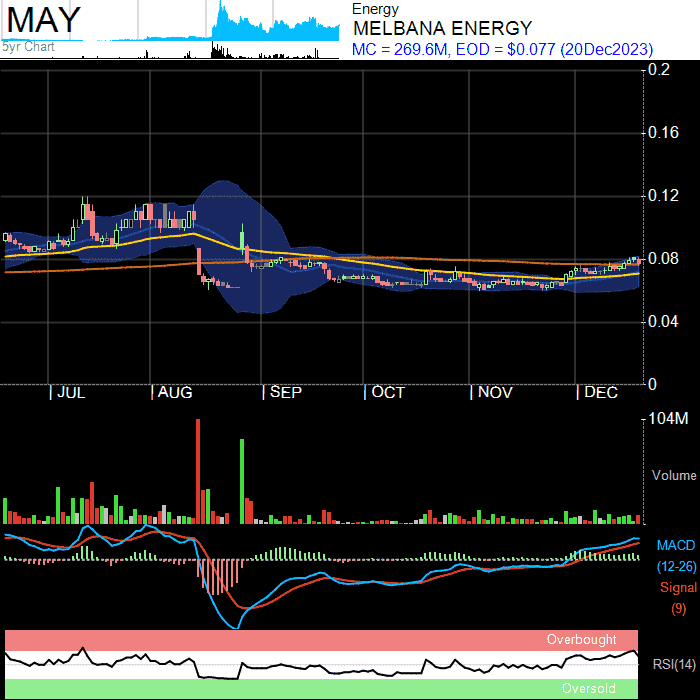 MAY
5yr Chart
Energy
MELBANA ENERGY
MC = 269.6M, EOD = $0.077 (20Dec2023)
0.2
0.16
0.12
0.08
0.04
0
| JUL | AUG | SEP | OCT | NOV | DEC
104M
Volume
MACD
(12-26)
Signal
(9)
Overbought
RSI(14)
Oversold